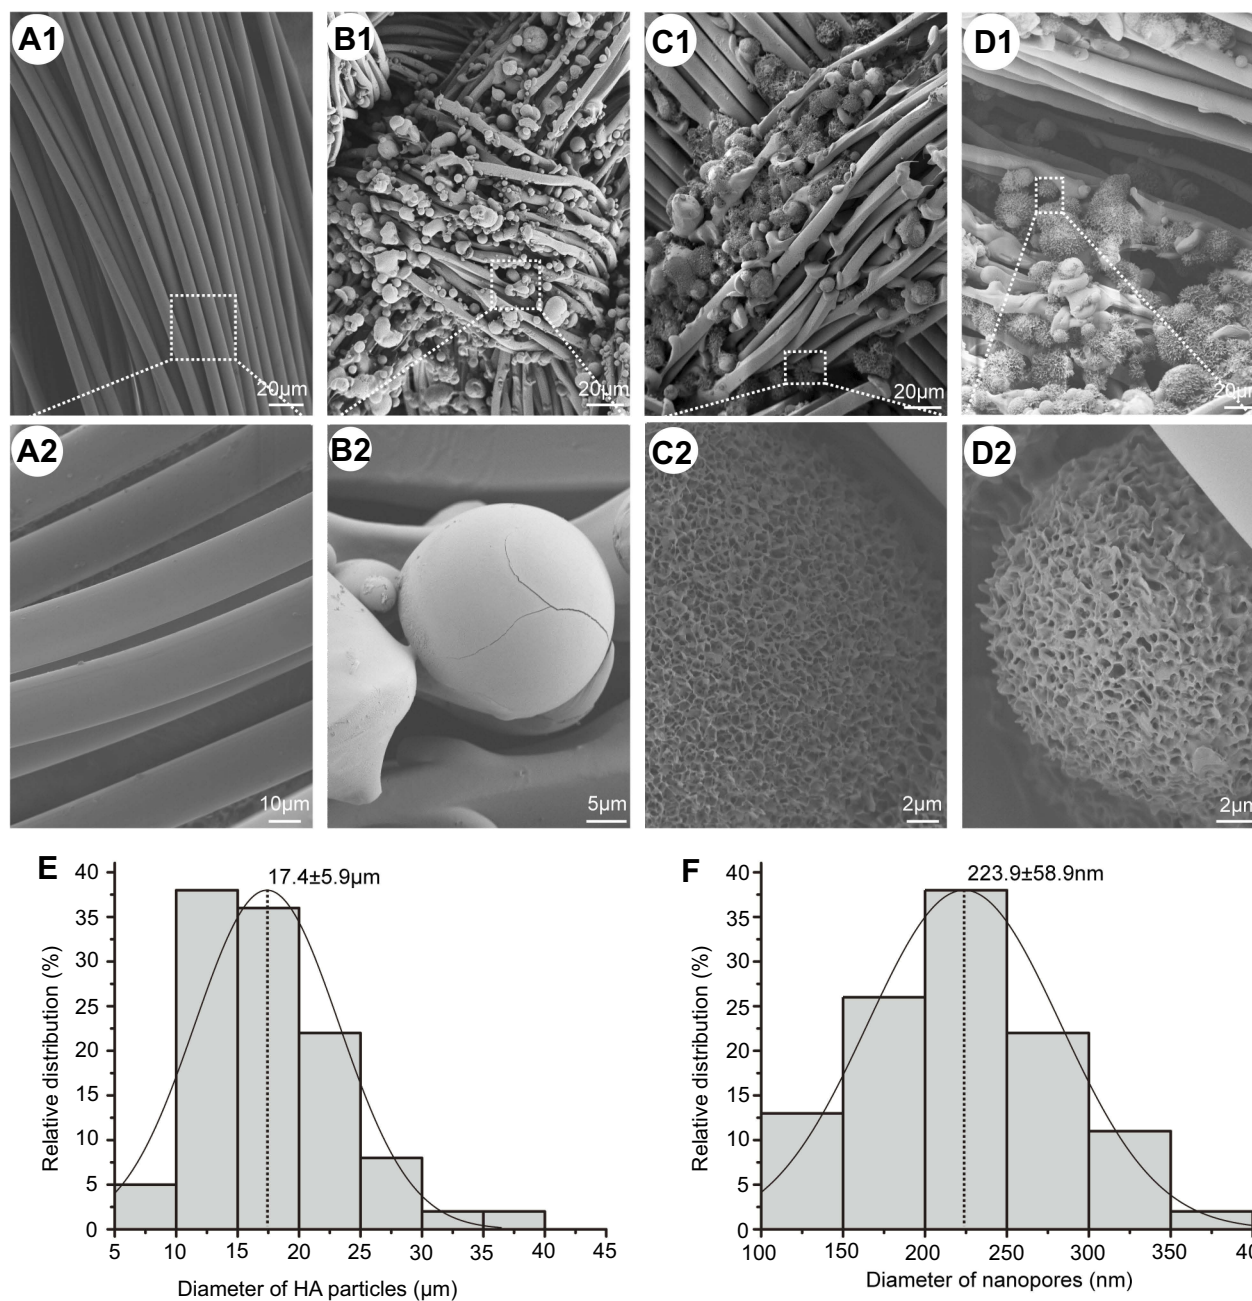 A1
B1
C1
D1
20μm
20μm
20μm
A2
B2
C2
D2
10μm
5μm
2μm
E
17.4±5.9μm
40
35
30
25
20
15
10
5
0
Relative distribution (%)
5 10 15 20 25 30 35 40 45
Diameter of HA particles (μm)
F
223.9±58.9nm
40
35
30
25
20
15
10
5
0
Relative distribution (%)
100 150 200 250 300 350
Diameter of nanopores (nm)